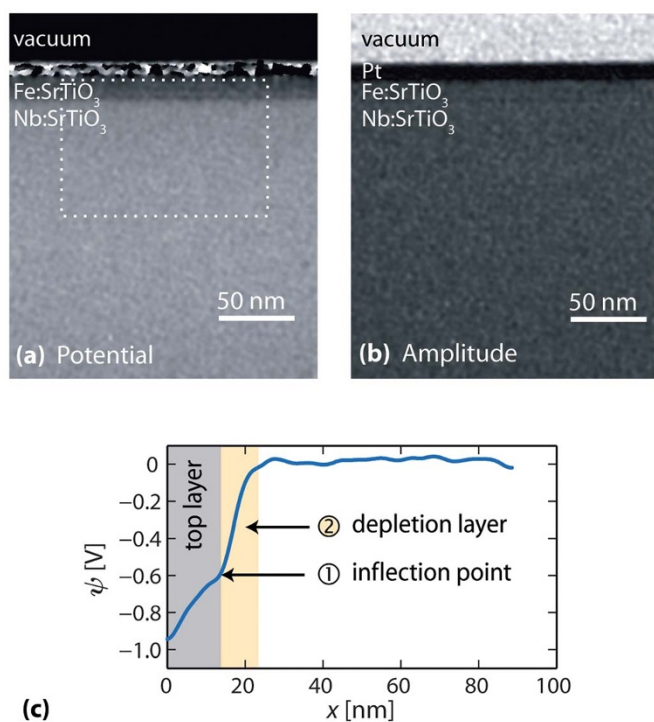 vacuum
Fe:SrTiO₃
Nb:SrTiO₃
50 nm
(a) Potential
vacuum
Pt
Fe:SrTiO₃
Nb:SrTiO₃
50 nm
(b) Amplitude
top layer
② depletion layer
① inflection point
0
−0.2
−0.4
−0.6
−0.8
−1.0
ψ [V]
0 20 40 60 80 100
x [nm]
(c)